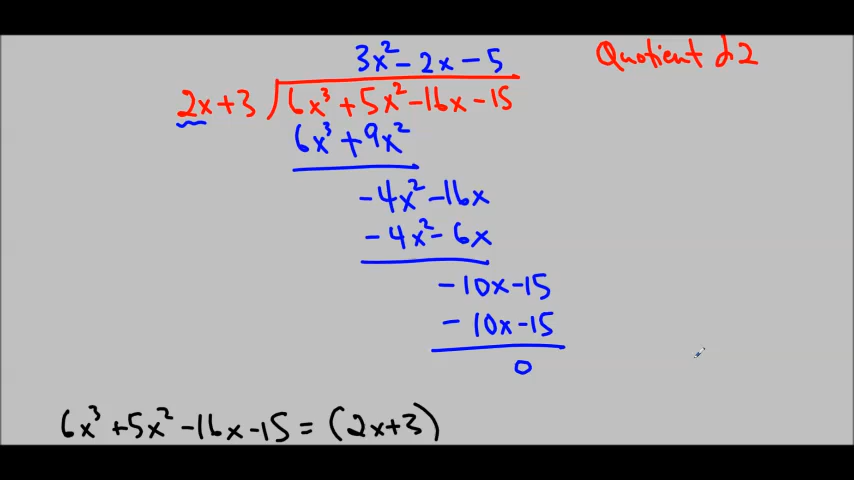 3x² - 2x - 5
Quotient
2x+3 6x³ + 5x² - 16x - 15
6x³ + 9x²
-4x² - 16x
-4x² - 6x
-10x - 15
-10x - 15
0
6x³ + 5x² - 16x - 15 = (2x+3)